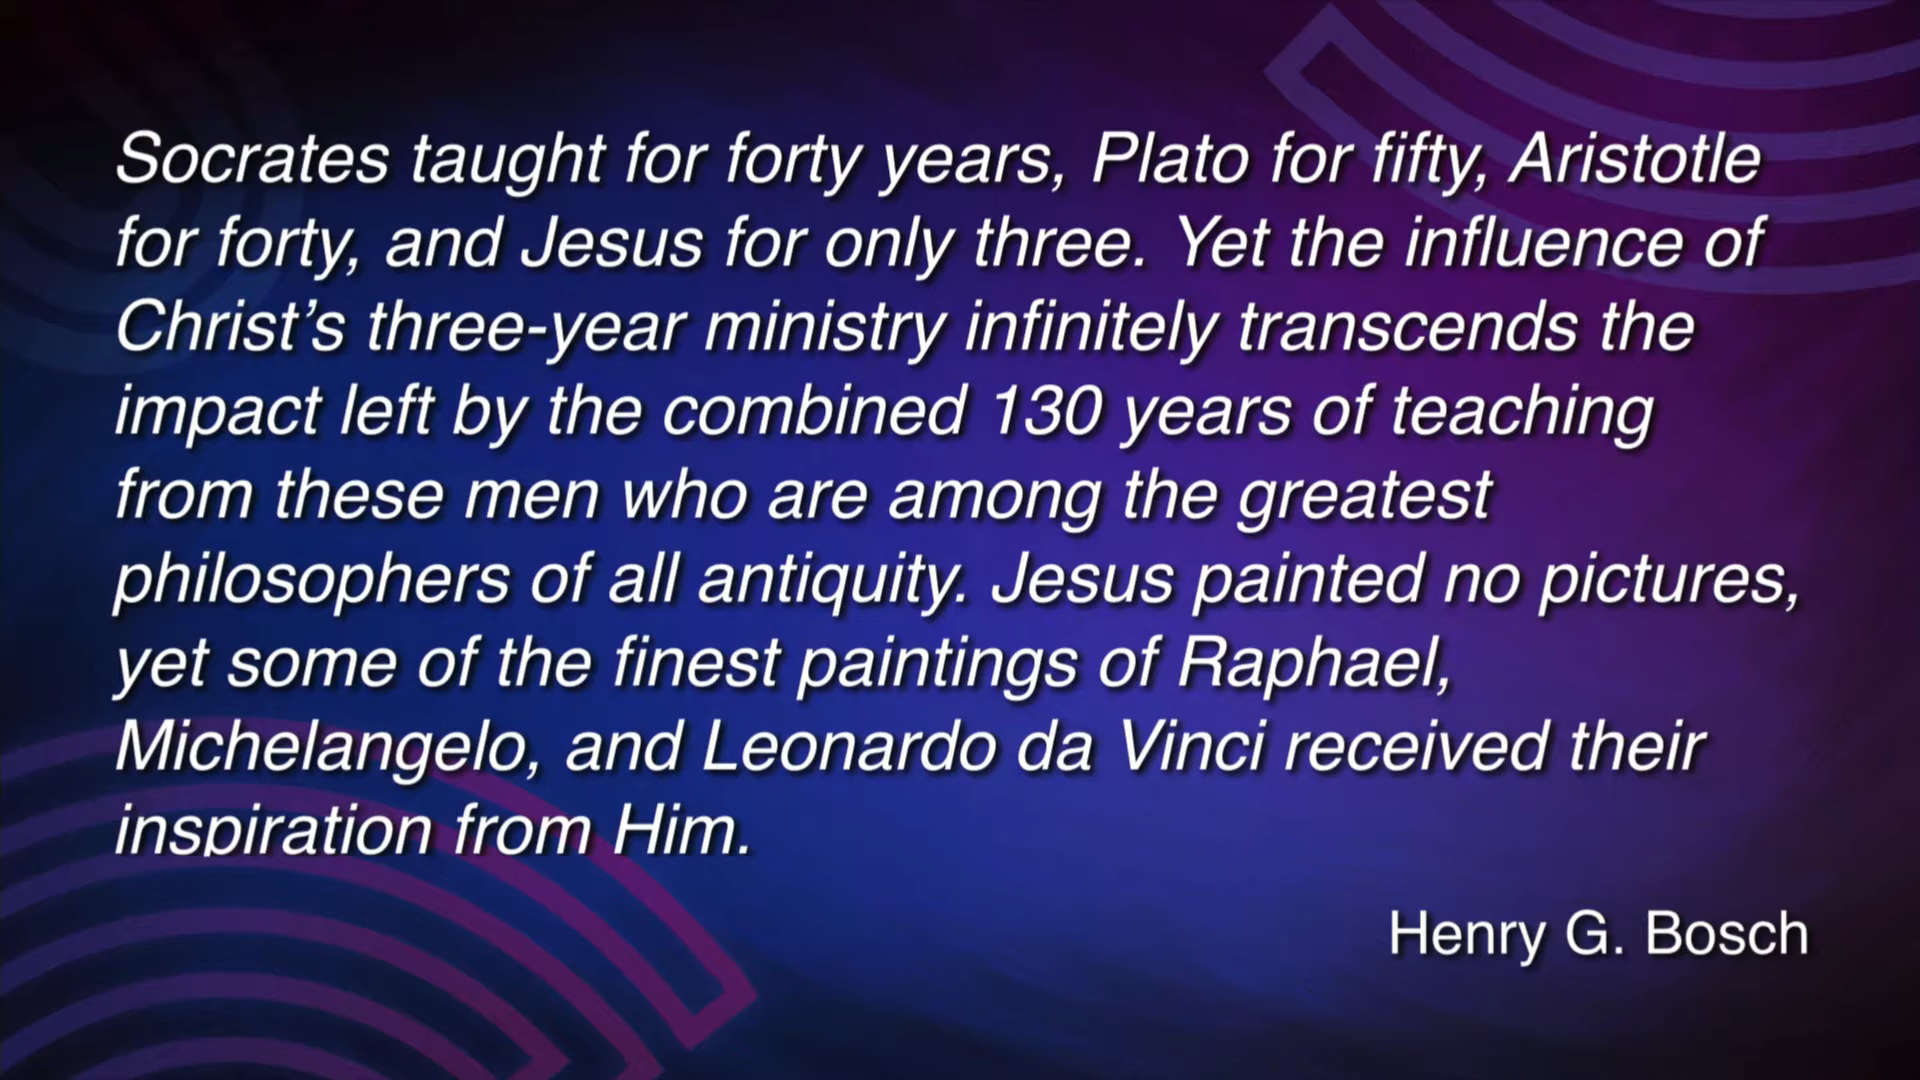 Socrates taught for forty years, Plato for fifty, Aristotle
for forty, and Jesus for only three. Yet the influence of
Christ’s three-year ministry infinitely transcends the
impact left by the combined 130 years of teaching
from these men who are among the greatest
philosophers of all antiquity. Jesus painted no pictures,
yet some of the finest paintings of Raphael,
Michelangelo, and Leonardo da Vinci received their
inspiration from Him.
Henry G. Bosch